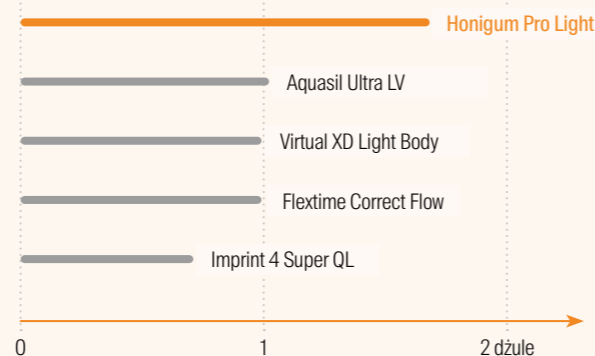 Honigum Pro Light
Aquasil Ultra LV
Virtual XD Light Body
Flextime Correct Flow
Imprint 4 Super QL
0 1 2 dżule